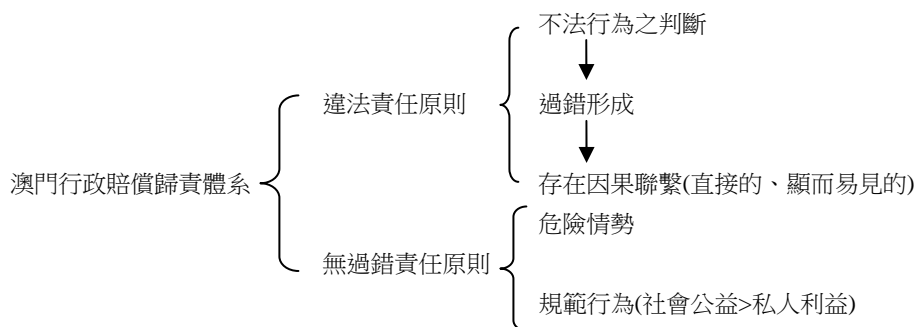 不法行為之判斷
違法責任原則
過錯形成
澳門行政賠償歸責體系
存在因果聯繫(直接的、顯而易見的)
危險情勢
無過錯責任原則
規範行為(社會公益>私人利益)